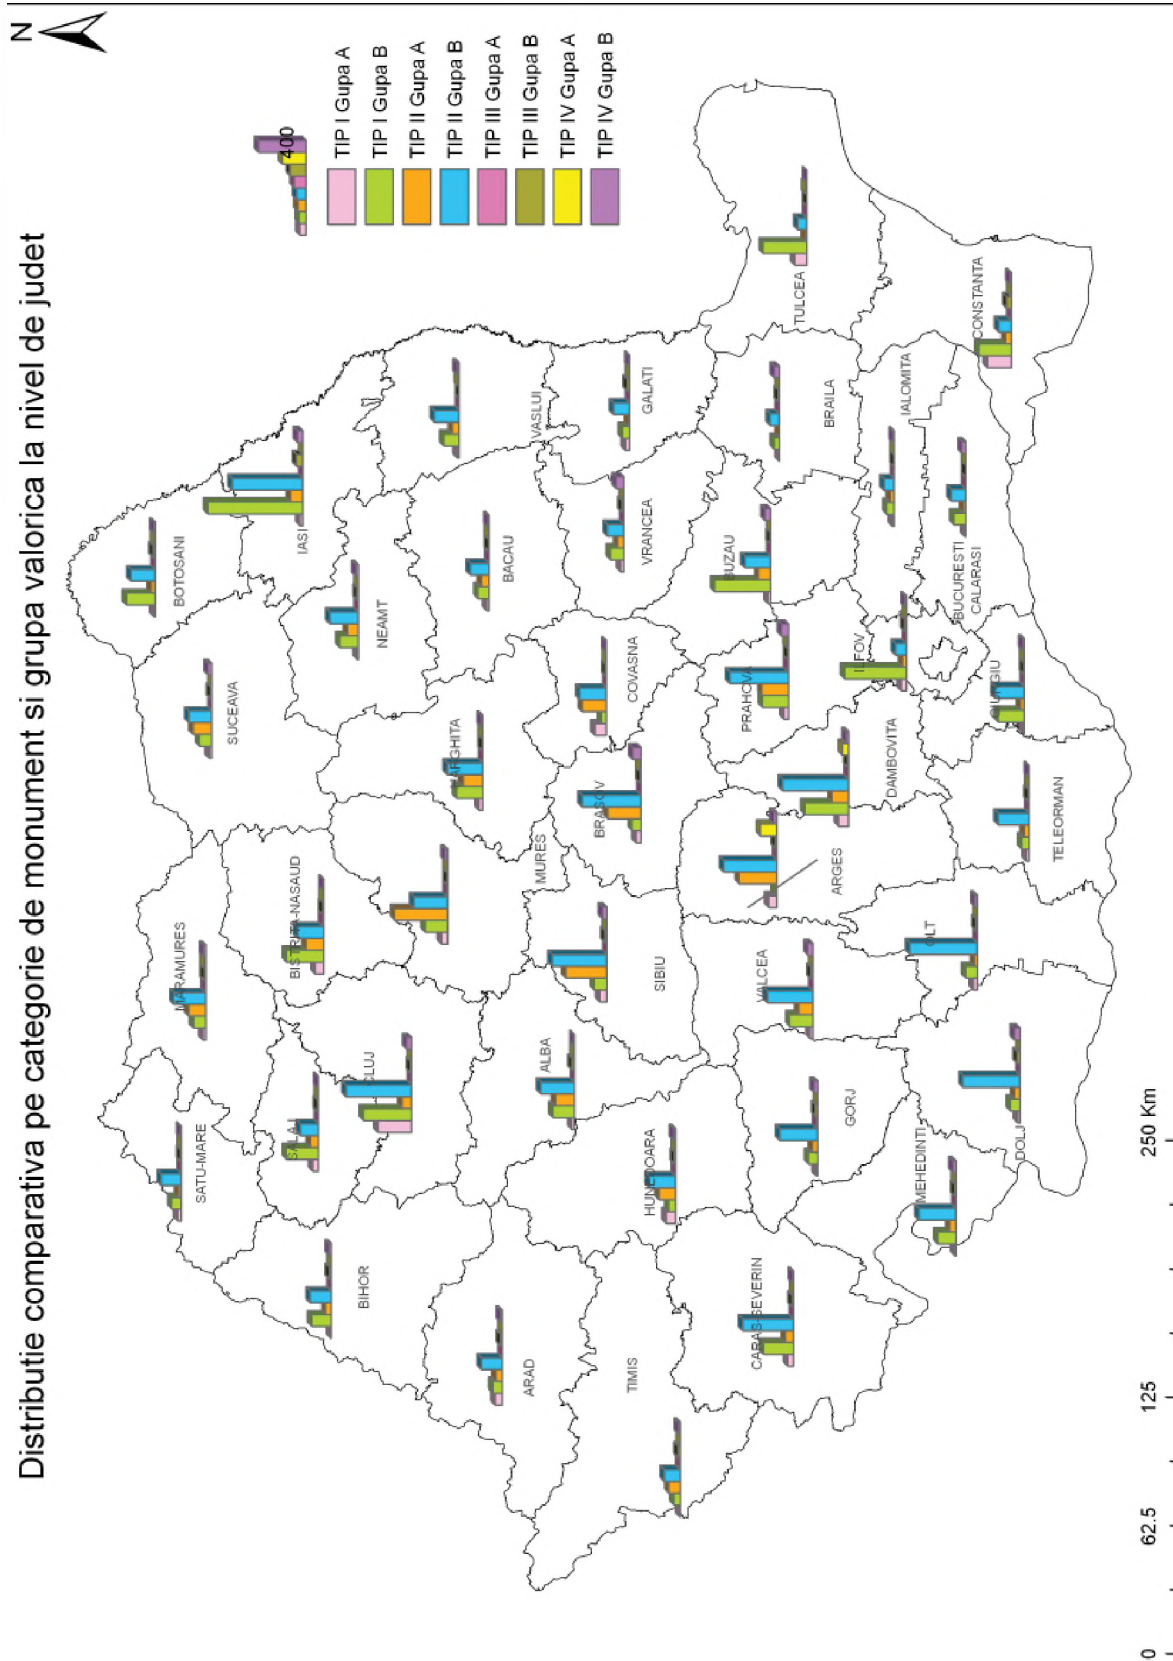 Distributie comparativa pe categorie de monument si grupa valorica la nivel de judet
N
400
TIP I Gupa A
TIP I Gupa B
TIP II Gupa A
TIP II Gupa B
TIP III Gupa A
TIP III Gupa B
TIP IV Gupa A
TIP IV Gupa B
BOTOSANI
SUCEAVA
MARAMURES
SATU-MARE
IASI
NEAMT
BISTRITA-NASAUD
SALAJ
CLUJ
BIHOR
HARGHITA
BACAU
VASLUI
MURES
ALBA
ARAD
COVASNA
BRASOV
SIBIU
HUNEDOARA
TIMIS
VRANCEA
GALATI
BUZAU
PRAHOVA
BRAILA
TULCEA
DAMBOVITA
ARGES
VALCEA
GORJ
CARAS-SEVERIN
ILFOV
IALOMITA
BUCURESTI
CALARASI
CONSTANTA
GIURGIU
TELEORMAN
OLT
DOLJ
MEHEDINTI
0
62.5
125
250 Km